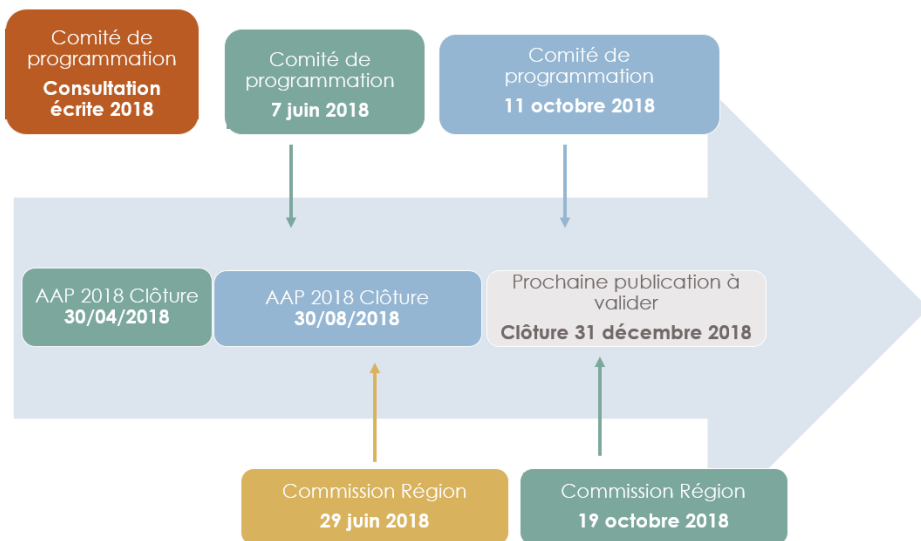 Comité de
programmation
Consultation
écrite 2018
Comité de
programmation
7 juin 2018
Comité de
programmation
11 octobre 2018
AAP 2018 Clôture
30/04/2018
AAP 2018 Clôture
30/08/2018
Prochaine publication à
valider
Clôture 31 décembre 2018
Commission Région
29 juin 2018
Commission Région
19 octobre 2018